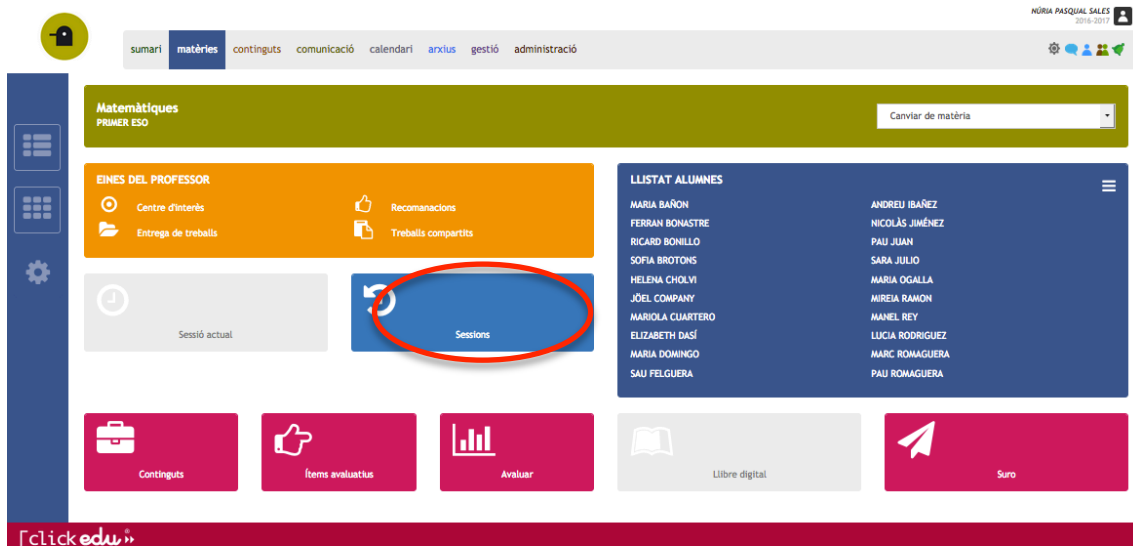 NÚRIA PASQUAL SALES
2016-2017
sumari matèries continguts comunicació calendari arxius gestió administració
Matemàtiques
PRIMER ESO
Canviar de matèria
EINES DEL PROFESSOR
Centre d'interès
Recomanacions
Entrega de treballs
Treballs compartits
Sessió actual
Sessions
LLISTAT ALUMNES
MARIA BAÑON
FERRAN BONASTRE
RICARD BONILLO
SOFIA BROTONS
HELENA CHOLVI
JÖEL COMPANY
MARIOLA CUARTERO
ELIZABETH DASÍ
MARIA DOMINGO
SAU FELGUERA
ANDREU IBAÑEZ
NICOLÀS JIMÉNEZ
PAU JUAN
SARA JULIO
MARIA OGALLA
MIREIA RAMON
MANEL REY
LUCIA RODRIGUEZ
MARC ROMAGUERA
PAU ROMAGUERA
Continguts
Ítems avaluatius
Avaluar
Llibre digital
Suro
[clickedu®»